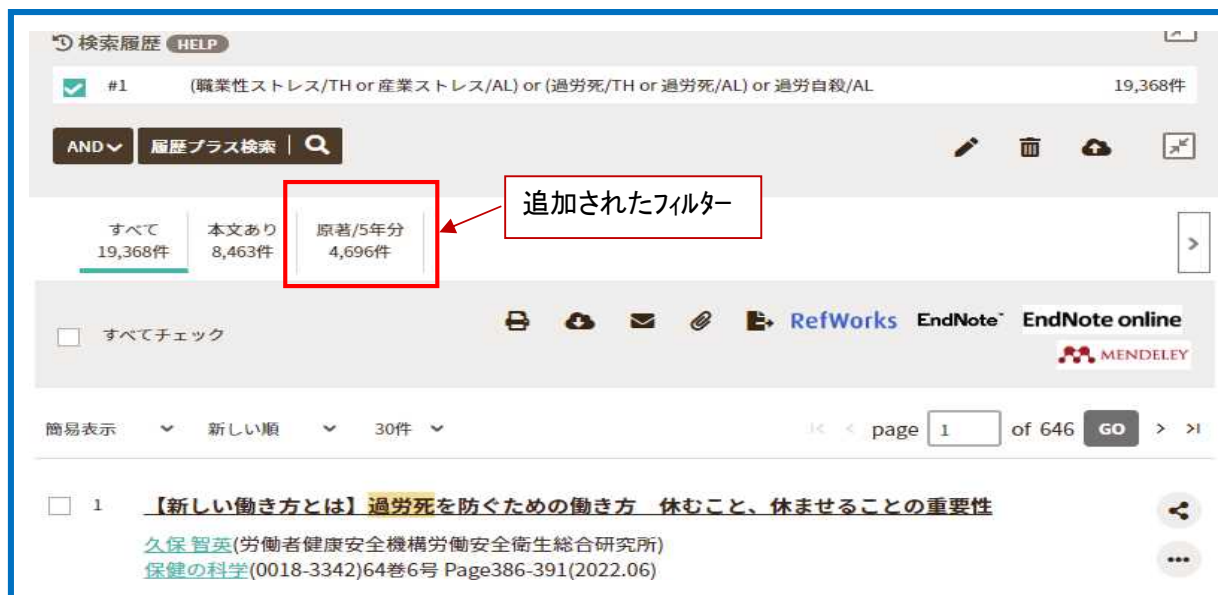 検索履歴 HELP
#1 (職業性ストレス/TH or 産業ストレス/AL) or (過労死/TH or 過労死/AL) or 過労自殺/AL 19,368件
AND 履歴プラス検索
追加されたフィルター
すべて 本文あり 原著/5年分
19,368件 8,463件 4,696件
すべてチェック RefWorks EndNote EndNote online
MENDELEY
簡易表示 新しい順 30件 page 1 of 646 GO
1 【新しい働き方とは】過労死を防ぐための働き方 休むこと、休ませることの重要性
久保 智英(労働者健康安全機構労働安全衛生総合研究所)
保健の科学(0018-3342)64巻6号 Page386-391(2022.06)